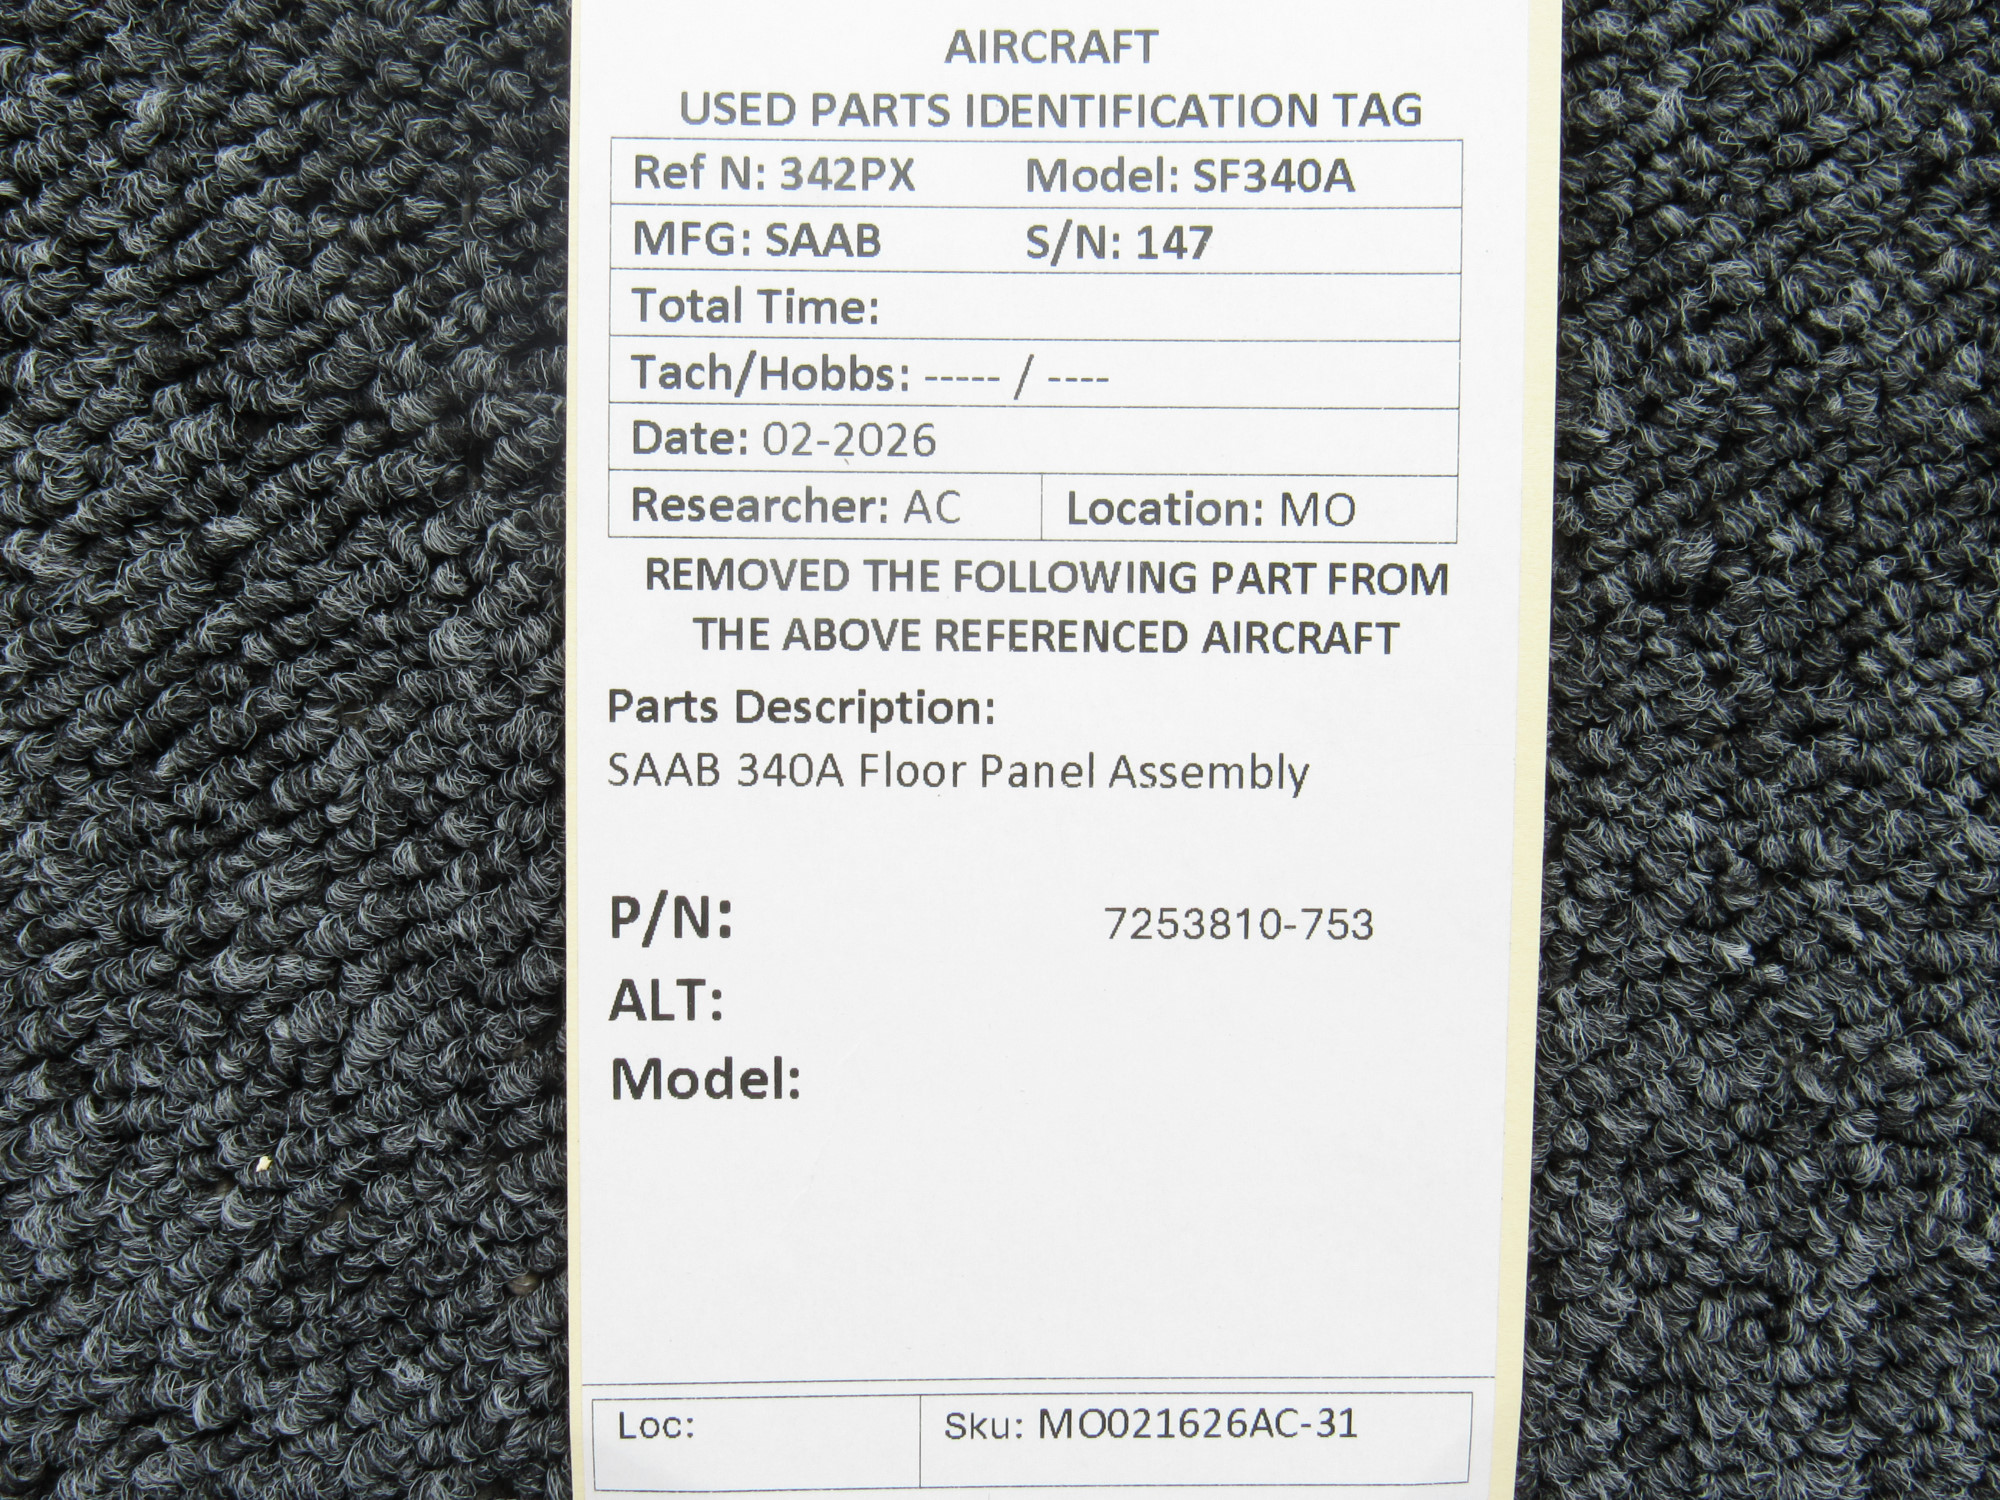 AIRCRAFT
USED PARTS IDENTIFICATION TAG
Ref N: 342PX Model: SF340A
MFG: SAAB S/N: 147
Total Time:
Tach/Hobbs: ----- / ----
Date: 02-2026
Researcher: AC Location: MO
REMOVED THE FOLLOWING PART FROM
THE ABOVE REFERENCED AIRCRAFT
Parts Description:
SAAB 340A Floor Panel Assembly
P/N: 7253810-753
ALT:
Model:
Loc: Sku: MO021626AC-31